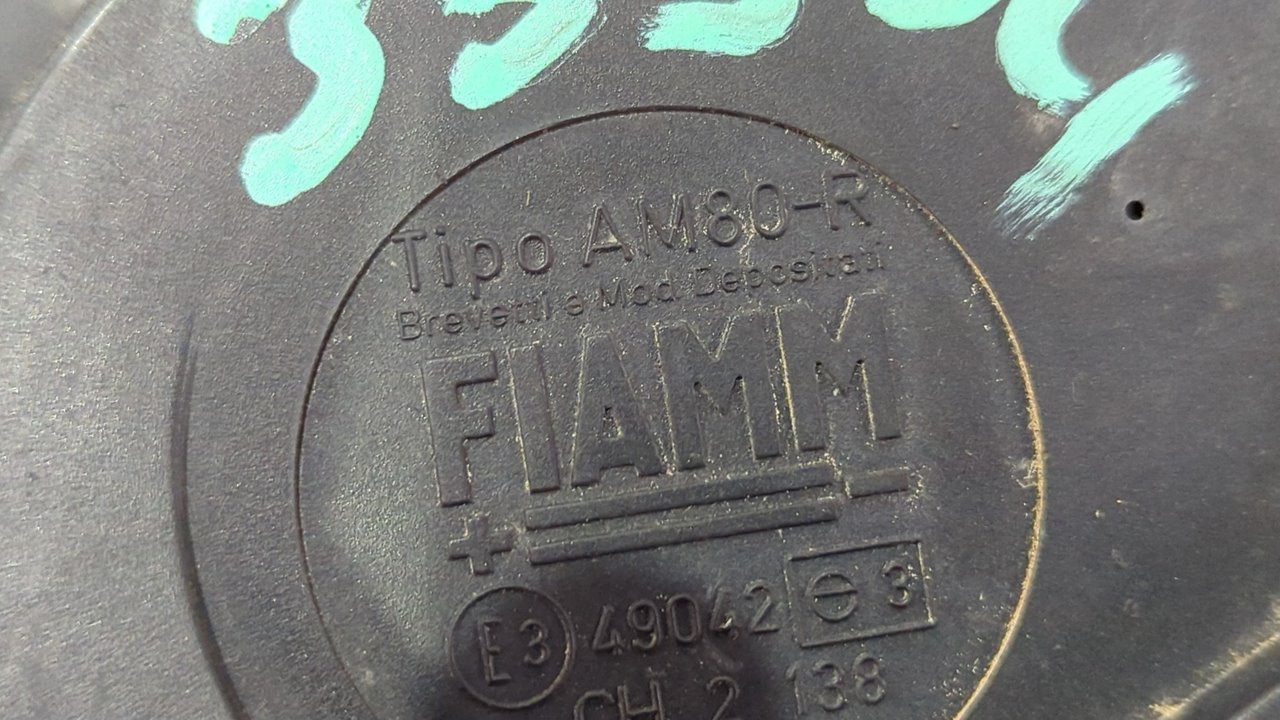 Tipo AM80-R
Brevetti e Mod. Depositati
FIAMM
+ -
E3 49042 e 3
CH 2 138